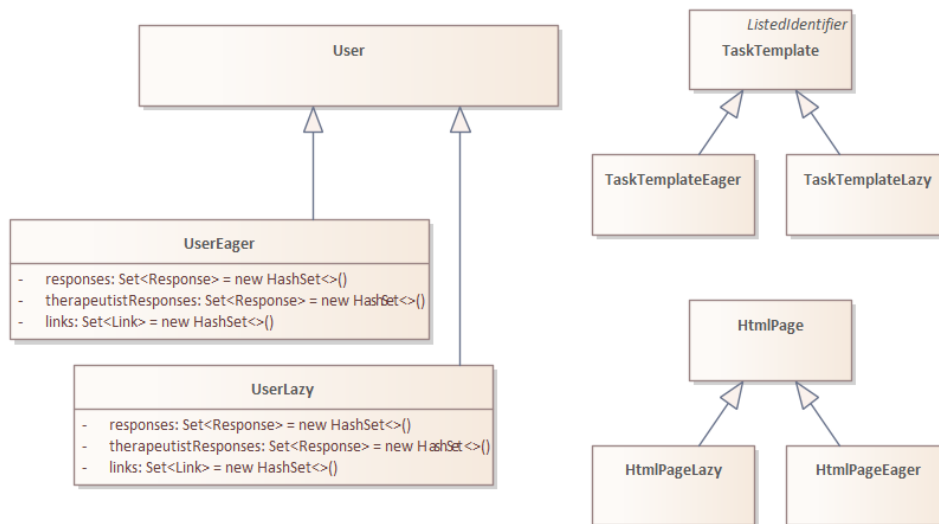 User
UserEager
- responses: Set<Response> = new HashSet<>()
- therapeutistResponses: Set<Response> = new HashSet<>()
- links: Set<Link> = new HashSet<>()
UserLazy
- responses: Set<Response> = new HashSet<>()
- therapeutistResponses: Set<Response> = new HashSet<>()
- links: Set<Link> = new HashSet<>()
ListedIdentifier
TaskTemplate
TaskTemplateEager
TaskTemplateLazy
HtmlPage
HtmlPageLazy
HtmlPageEager